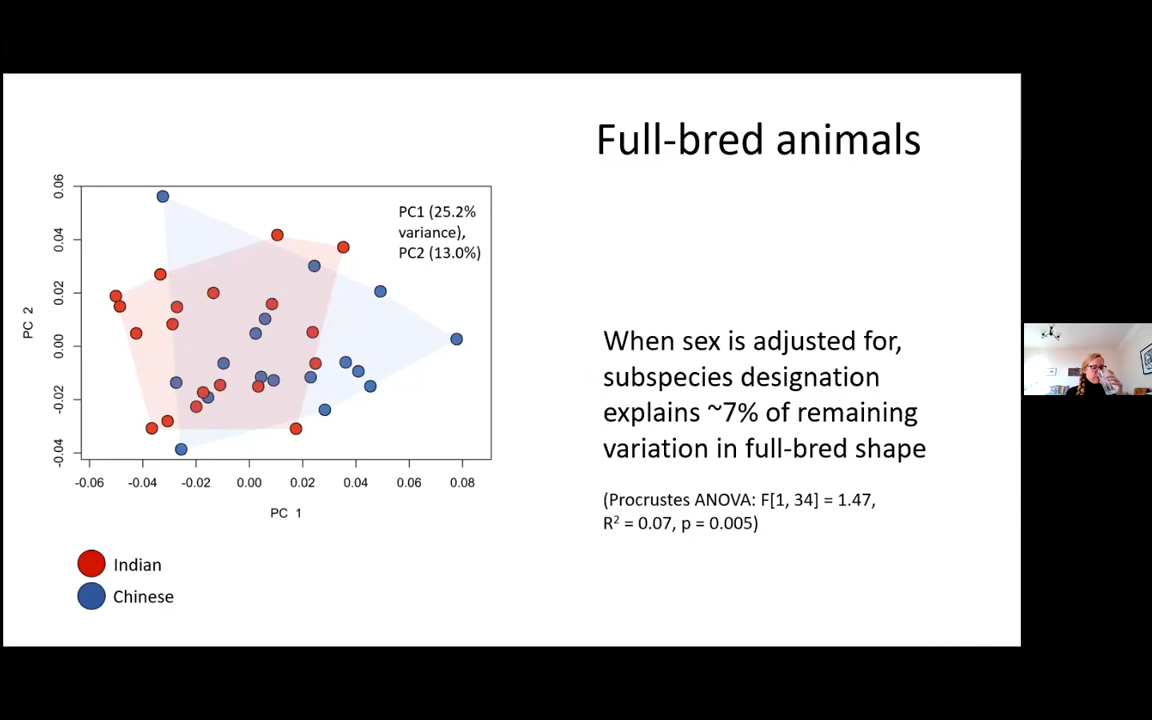 Full-bred animals
PC1 (25.2%
variance),
PC2 (13.0%)
0.06
0.04
0.02
0.00
-0.02
-0.04
PC 2
-0.06 -0.04 -0.02 0.00 0.02 0.04 0.06 0.08
PC 1
Indian
Chinese
When sex is adjusted for,
subspecies designation
explains ~7% of remaining
variation in full-bred shape
(Procrustes ANOVA: F[1, 34] = 1.47,
R² = 0.07, p = 0.005)